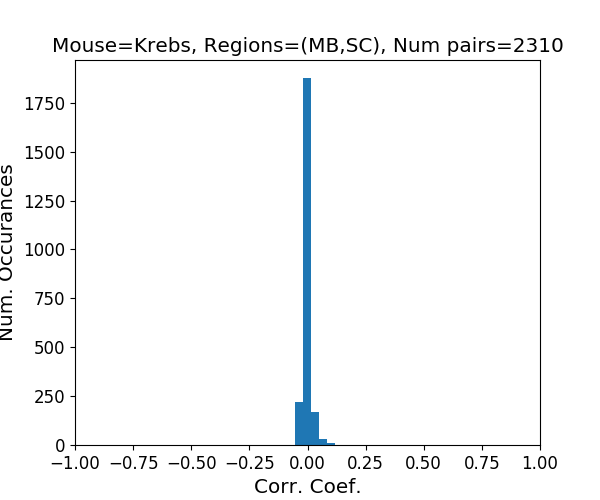 Mouse=Krebs, Regions=(MB,SC), Num pairs=2310
1750
1500
1250
1000
750
500
250
0
Num. Occurances
−1.00 −0.75 −0.50 −0.25 0.00 0.25 0.50 0.75 1.00
Corr. Coef.